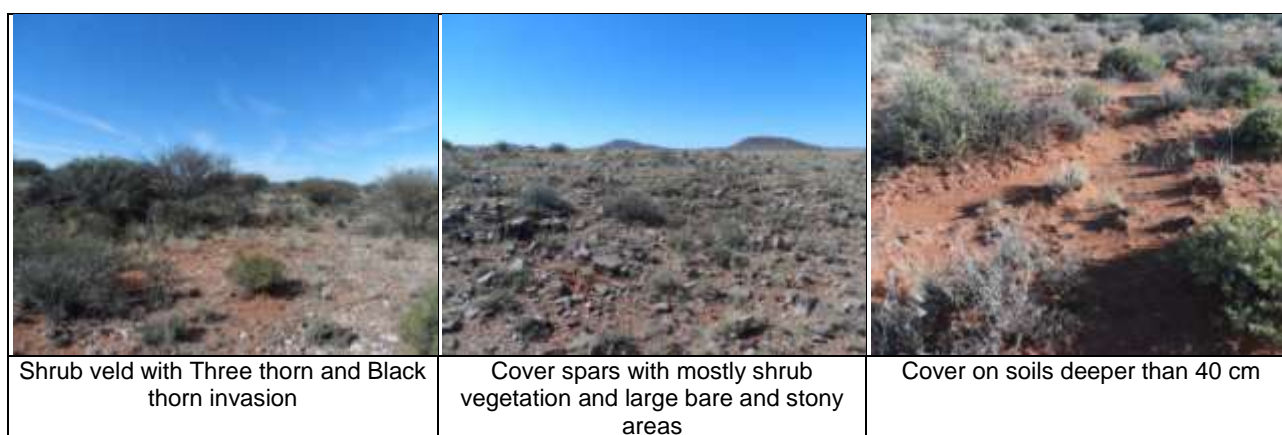 Shrub veld with Three thorn and Black
thorn invasion
Cover spars with mostly shrub
vegetation and large bare and stony
areas
Cover on soils deeper than 40 cm